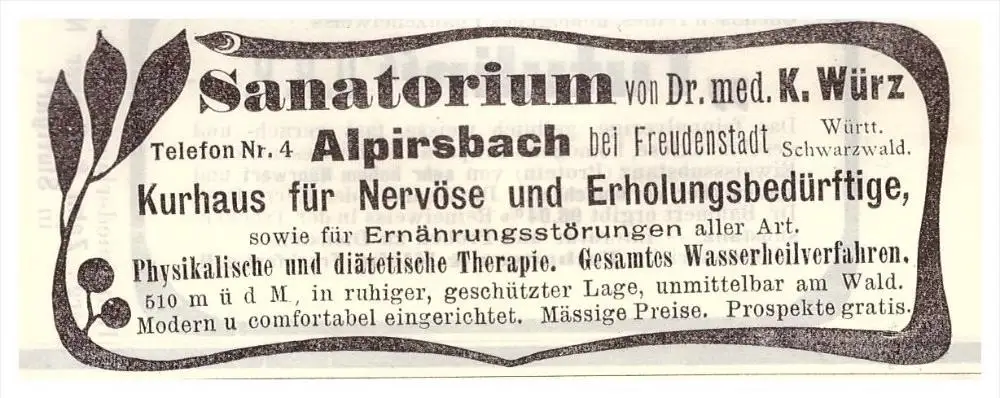 Sanatorium von Dr. med. K. Würz
Telefon Nr. 4 Alpirsbach bei Freudenstadt Württ. Schwarzwald.
Kurhaus für Nervöse und Erholungsbedürftige,
sowie für Ernährungsstörungen aller Art.
Physikalische und diätetische Therapie. Gesamtes Wasserheilverfahren.
510 m ü d M, in ruhiger, geschützter Lage, unmittelbar am Wald.
Modern u comfortabel eingerichtet. Mässige Preise. Prospekte gratis.